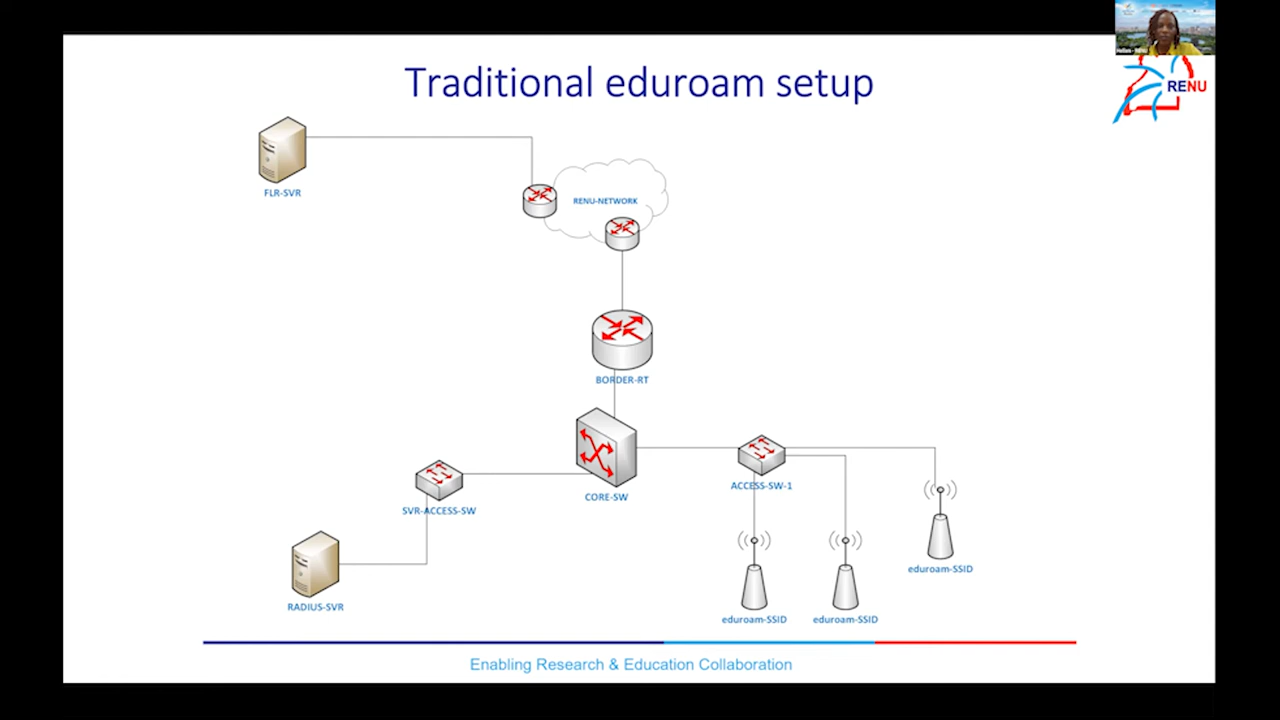 Traditional eduroam setup
RENU
FLR-SVR
RENU-NETWORK
BORDER-RT
CORE-SW
ACCESS-SW-1
SVR-ACCESS-SW
RADIUS-SVR
eduroam-SSID
eduroam-SSID
eduroam-SSID
Enabling Research & Education Collaboration